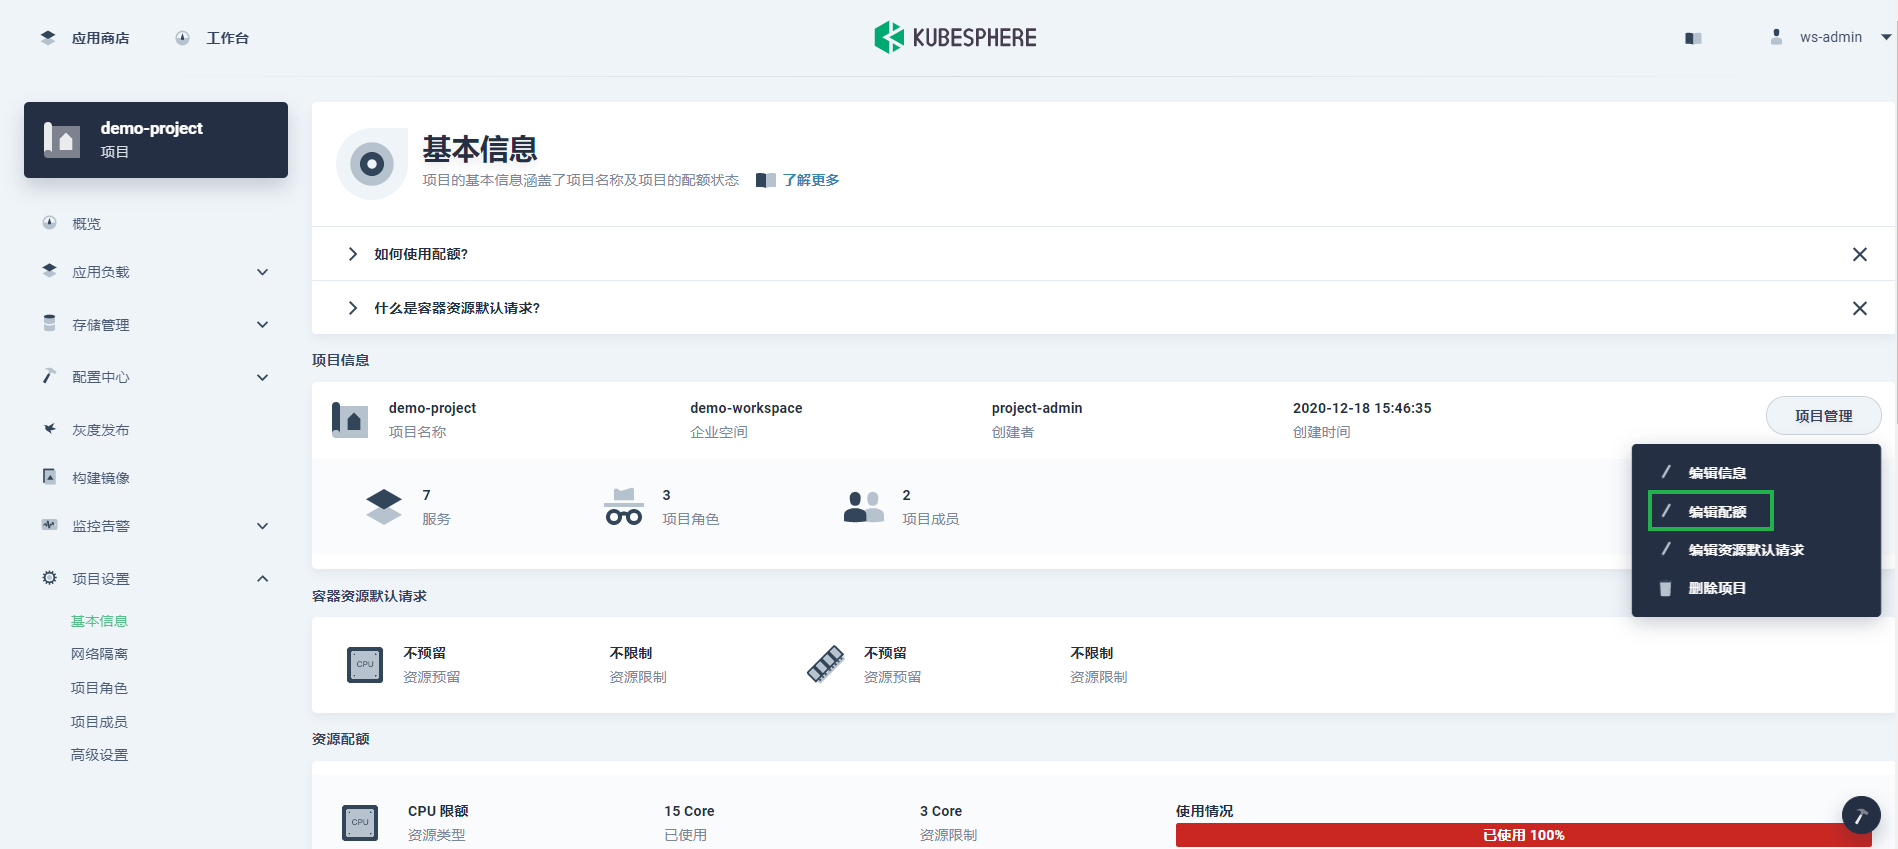 应用商店
工作台
KUBESPHERE
ws-admin
demo-project
项目
概览
应用负载
存储管理
配置中心
灰度发布
构建镜像
监控告警
项目设置
基本信息
网络隔离
项目角色
项目成员
高级设置
基本信息
项目的基本信息涵盖了项目名称及项目的配额状态
了解更多
如何使用配额?
什么是容器资源默认请求?
项目信息
demo-project
项目名称
demo-workspace
企业空间
project-admin
创建者
2020-12-18 15:46:35
创建时间
项目管理
7
服务
3
项目角色
2
项目成员
编辑信息
编辑配额
编辑资源默认请求
删除项目
容器资源默认请求
CPU
不预留
资源预留
不限制
资源限制
不预留
资源预留
不限制
资源限制
资源配额
CPU
CPU 限额
资源类型
15 Core
已使用
3 Core
资源限制
使用情况
已使用 100%